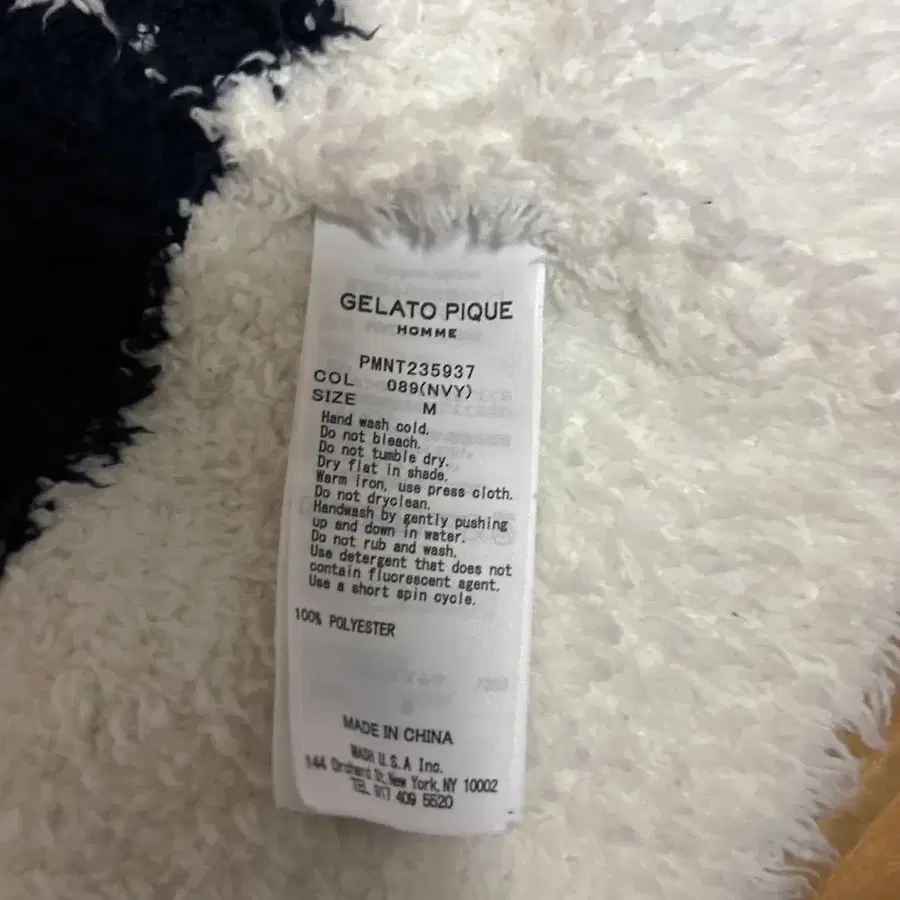 GELATO PIQUE
HOMME
PMNT235937
COL 089(NVY)
SIZE M
Hand wash cold.
Do not bleach.
Do not tumble dry.
Dry flat in shade.
Warm iron, use press cloth.
Do not dryclean.
Handwash by gently pushing
up and down in water.
Do not rub and wash.
Use detergent that does not
contain fluorescent agent.
Use a short spin cycle.
100% POLYESTER
MADE IN CHINA
MASH U.S.A Inc.
144 Orchard St, New York, NY 10002
TEL 917 409 5520